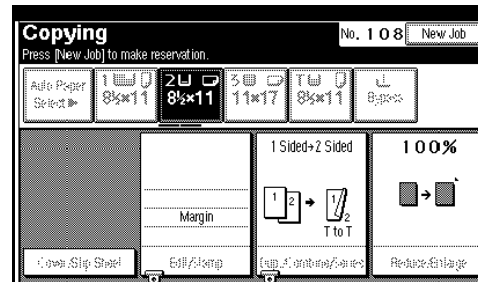 Copying
No. 108 New Job
Press [New Job] to make reservation.
Auto Paper
Select▶
1
8½×11
2
8½×11
3
11×17
T
8½×11
Bypass
1 Sided→2 Sided
100%
1 2 → 1 2
Margin
T to T
Cover/Slip Sheet
Edit/Stamp
Dup./Combine/Series
Reduce/Enlarge